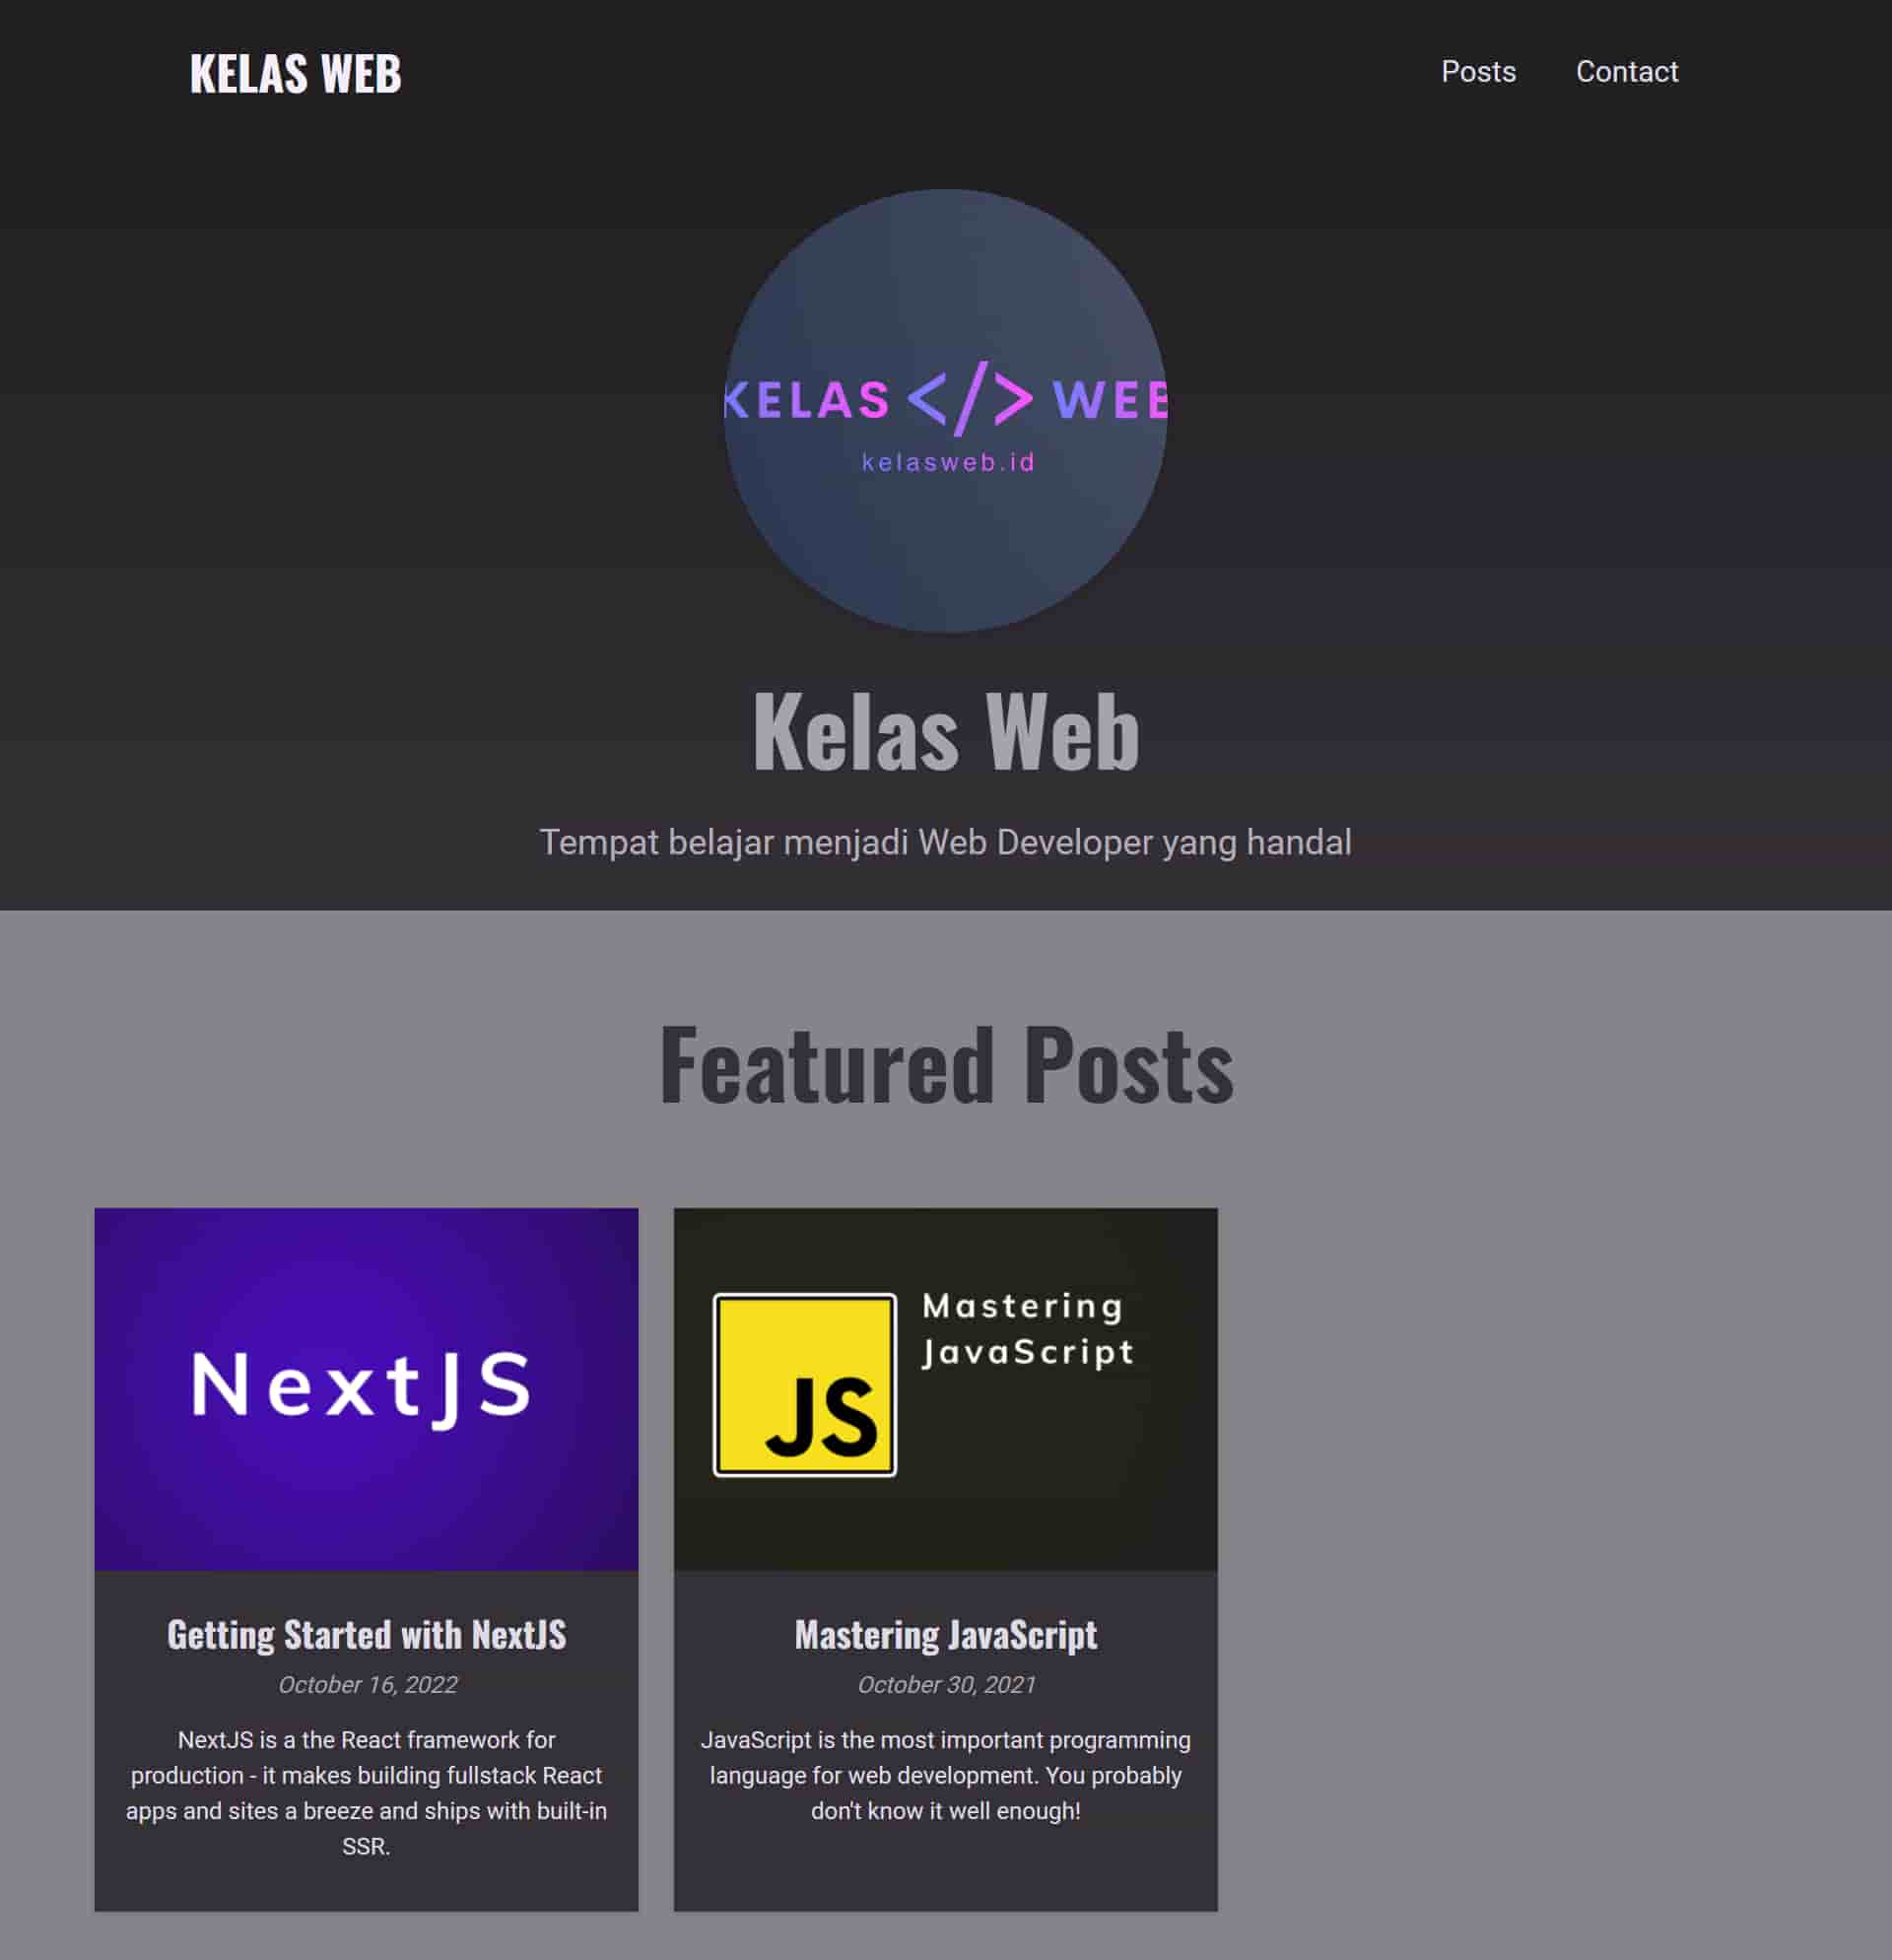 KELAS WEB
Posts Contact
KELAS </> WEB
kelasweb.id
Kelas Web
Tempat belajar menjadi Web Developer yang handal
Featured Posts
NextJS
Getting Started with NextJS
October 16, 2022
NextJS is a the React framework for
production - it makes building fullstack React
apps and sites a breeze and ships with built-in
SSR.
Mastering
JavaScript
JS
Mastering JavaScript
October 30, 2021
JavaScript is the most important programming
language for web development. You probably
don't know it well enough!